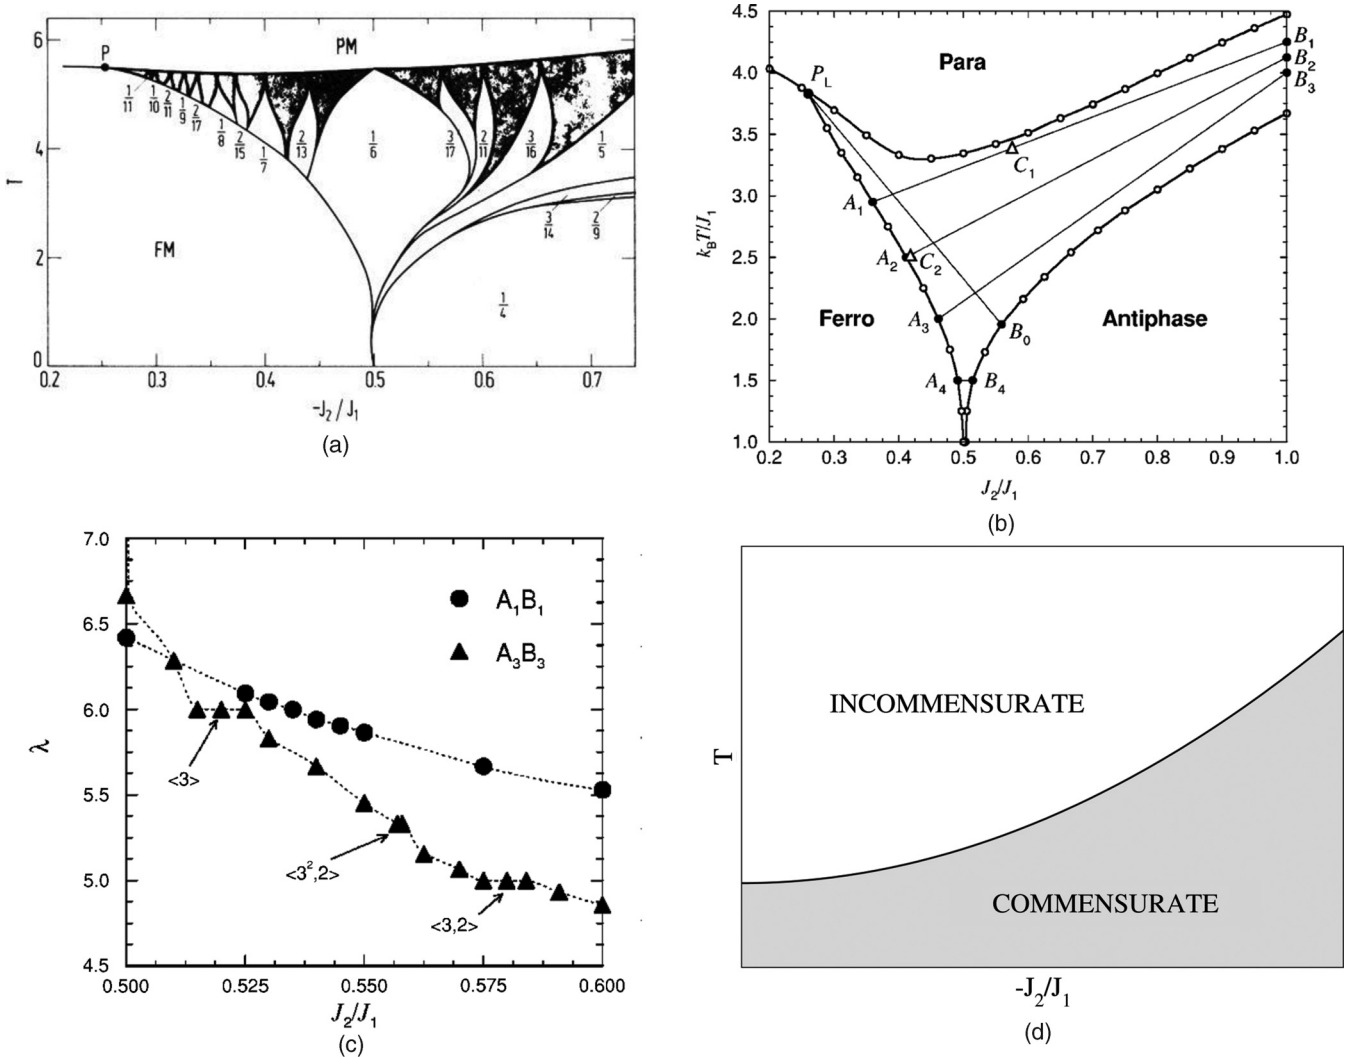 6
4
2
0
T
P
PM
FM
1/11
1/10
2/11
1/9
2/17
1/8
2/15
1/7
2/13
1/6
3/17
2/11
3/16
1/5
3/14
2/9
1/4
0.2 0.3 0.4 0.5 0.6 0.7
-J₂/J₁
(a)
4.5
4.0
3.5
3.0
2.5
2.0
1.5
1.0
k_BT/J₁
Para
P_L
B₁
B₂
B₃
C₁
A₁
A₂ C₂
Ferro
A₃
B₀
Antiphase
A₄ B₄
0.2 0.3 0.4 0.5 0.6 0.7 0.8 0.9 1.0
J₂/J₁
(b)
7.0
6.5
6.0
5.5
5.0
4.5
λ
A₁B₁
A₃B₃
<3>
<3²,2>
<3,2>
0.500 0.525 0.550 0.575 0.600
J₂/J₁
(c)
INCOMMENSURATE
T
COMMENSURATE
-J₂/J₁
(d)